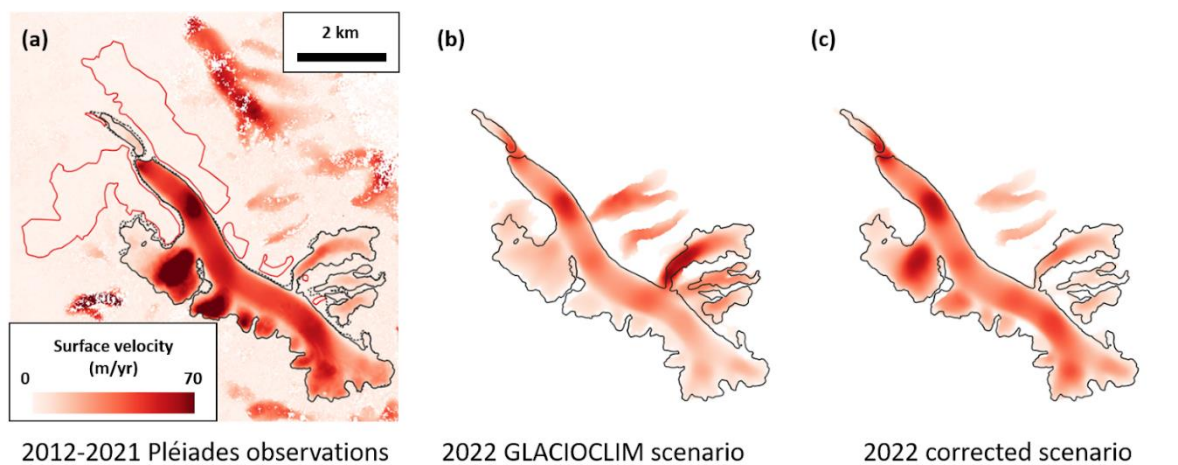 (a)
2 km
(b)
(c)
Surface velocity
(m/yr)
0 70
2012-2021 Pléiades observations
2022 GLACIOCLIM scenario
2022 corrected scenario